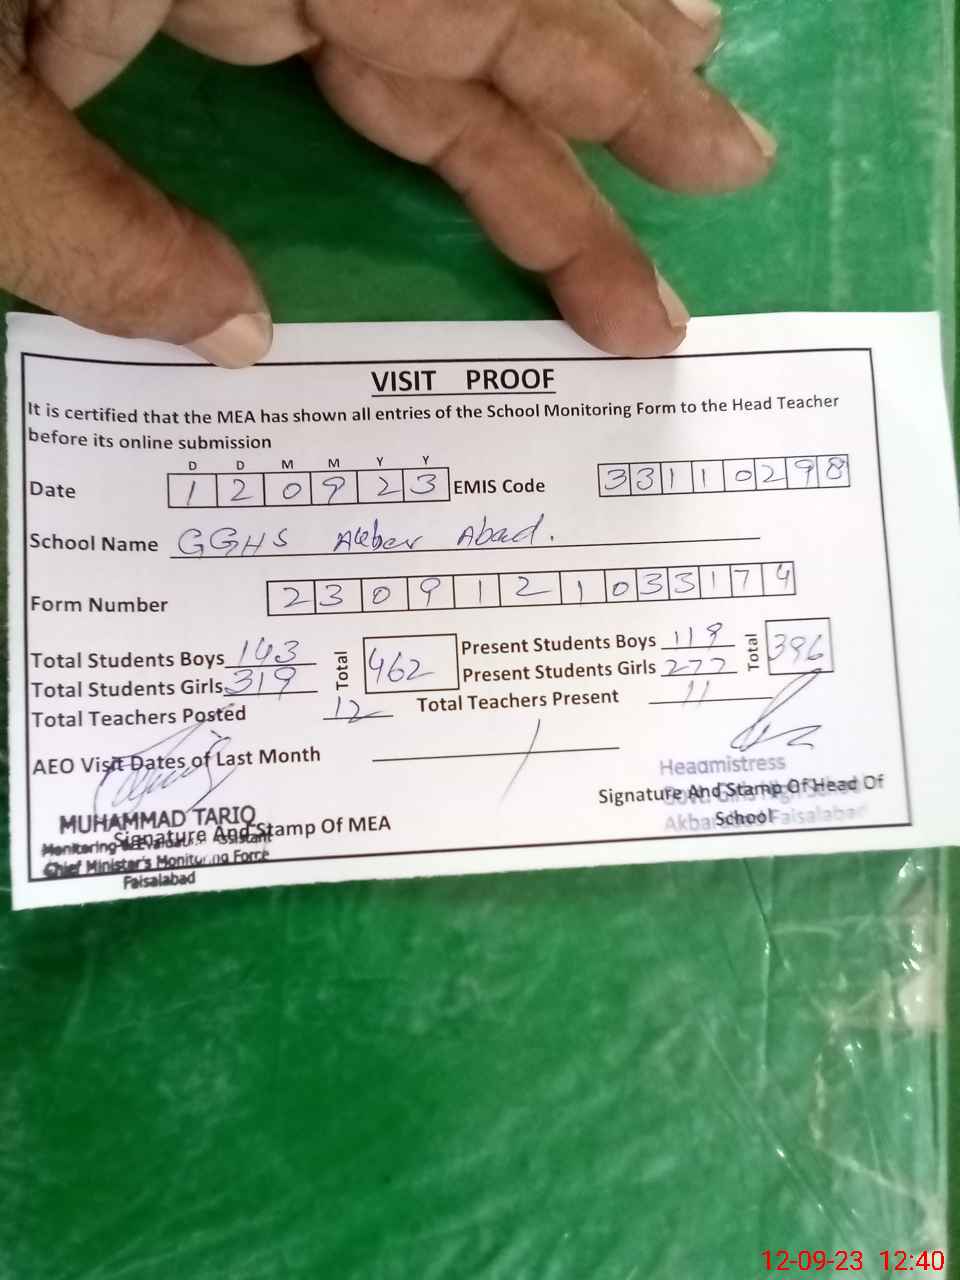 VISIT PROOF
It is certified that the MEA has shown all entries of the School Monitoring Form to the Head Teacher
before its online submission
D D M M Y Y
Date 1 2 0 9 2 3 EMIS Code 3 3 1 1 0 2 9 8
School Name GGHS Akbar Abad.
Form Number 2 3 0 9 1 2 1 0 3 3 1 7 4
Total Students Boys 143 Total 462 Present Students Boys 119 Total 396
Total Students Girls 319 Present Students Girls 277
Total Teachers Posted 12 Total Teachers Present 11
AEO Visit Dates of Last Month
Headmistress
Signature And Stamp Of Head Of
School
Faisalabad
MUHAMMAD TARIQ
Signature And Stamp Of MEA
Monitoring Assistant
Chief Minister's Monitoring Force
Faisalabad
12-09-23 12:40